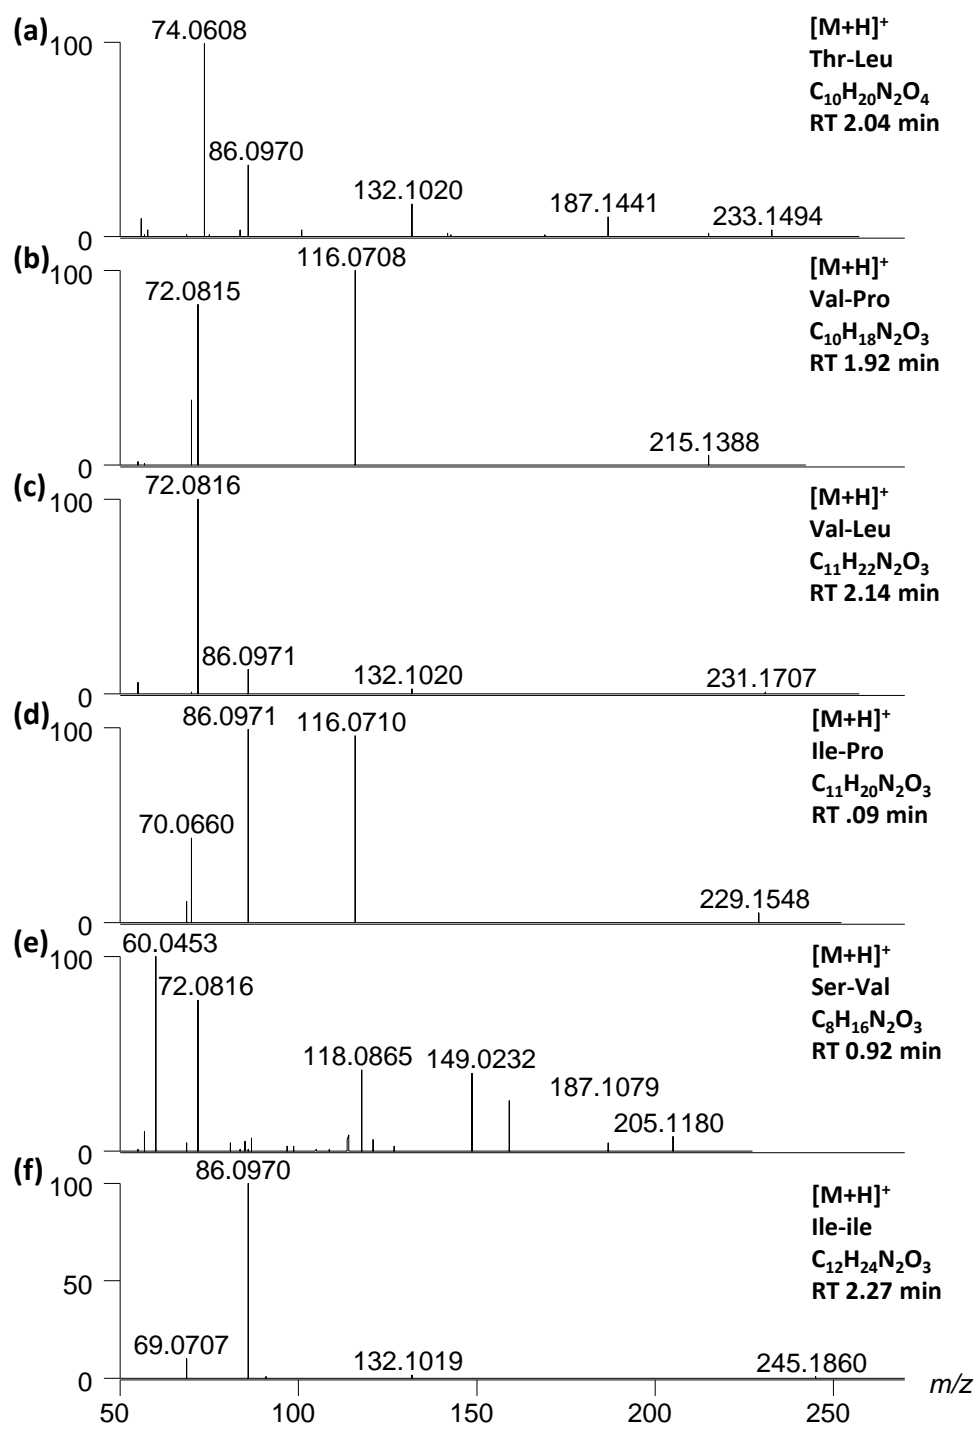 (a)
100
0
74.0608
86.0970
132.1020
187.1441
233.1494
[M+H]⁺
Thr-Leu
C₁₀H₂₀N₂O₄
RT 2.04 min
(b)
100
0
116.0708
72.0815
215.1388
[M+H]⁺
Val-Pro
C₁₀H₁₈N₂O₃
RT 1.92 min
(c)
100
0
72.0816
86.0971
132.1020
231.1707
[M+H]⁺
Val-Leu
C₁₁H₂₂N₂O₃
RT 2.14 min
(d)
100
0
86.0971
116.0710
70.0660
229.1548
[M+H]⁺
Ile-Pro
C₁₁H₂₀N₂O₃
RT .09 min
(e)
100
0
60.0453
72.0816
118.0865
149.0232
187.1079
205.1180
[M+H]⁺
Ser-Val
C₈H₁₆N₂O₃
RT 0.92 min
(f)
100
50
0
86.0970
69.0707
132.1019
245.1860
[M+H]⁺
Ile-ile
C₁₂H₂₄N₂O₃
RT 2.27 min
m/z
50
100
150
200
250